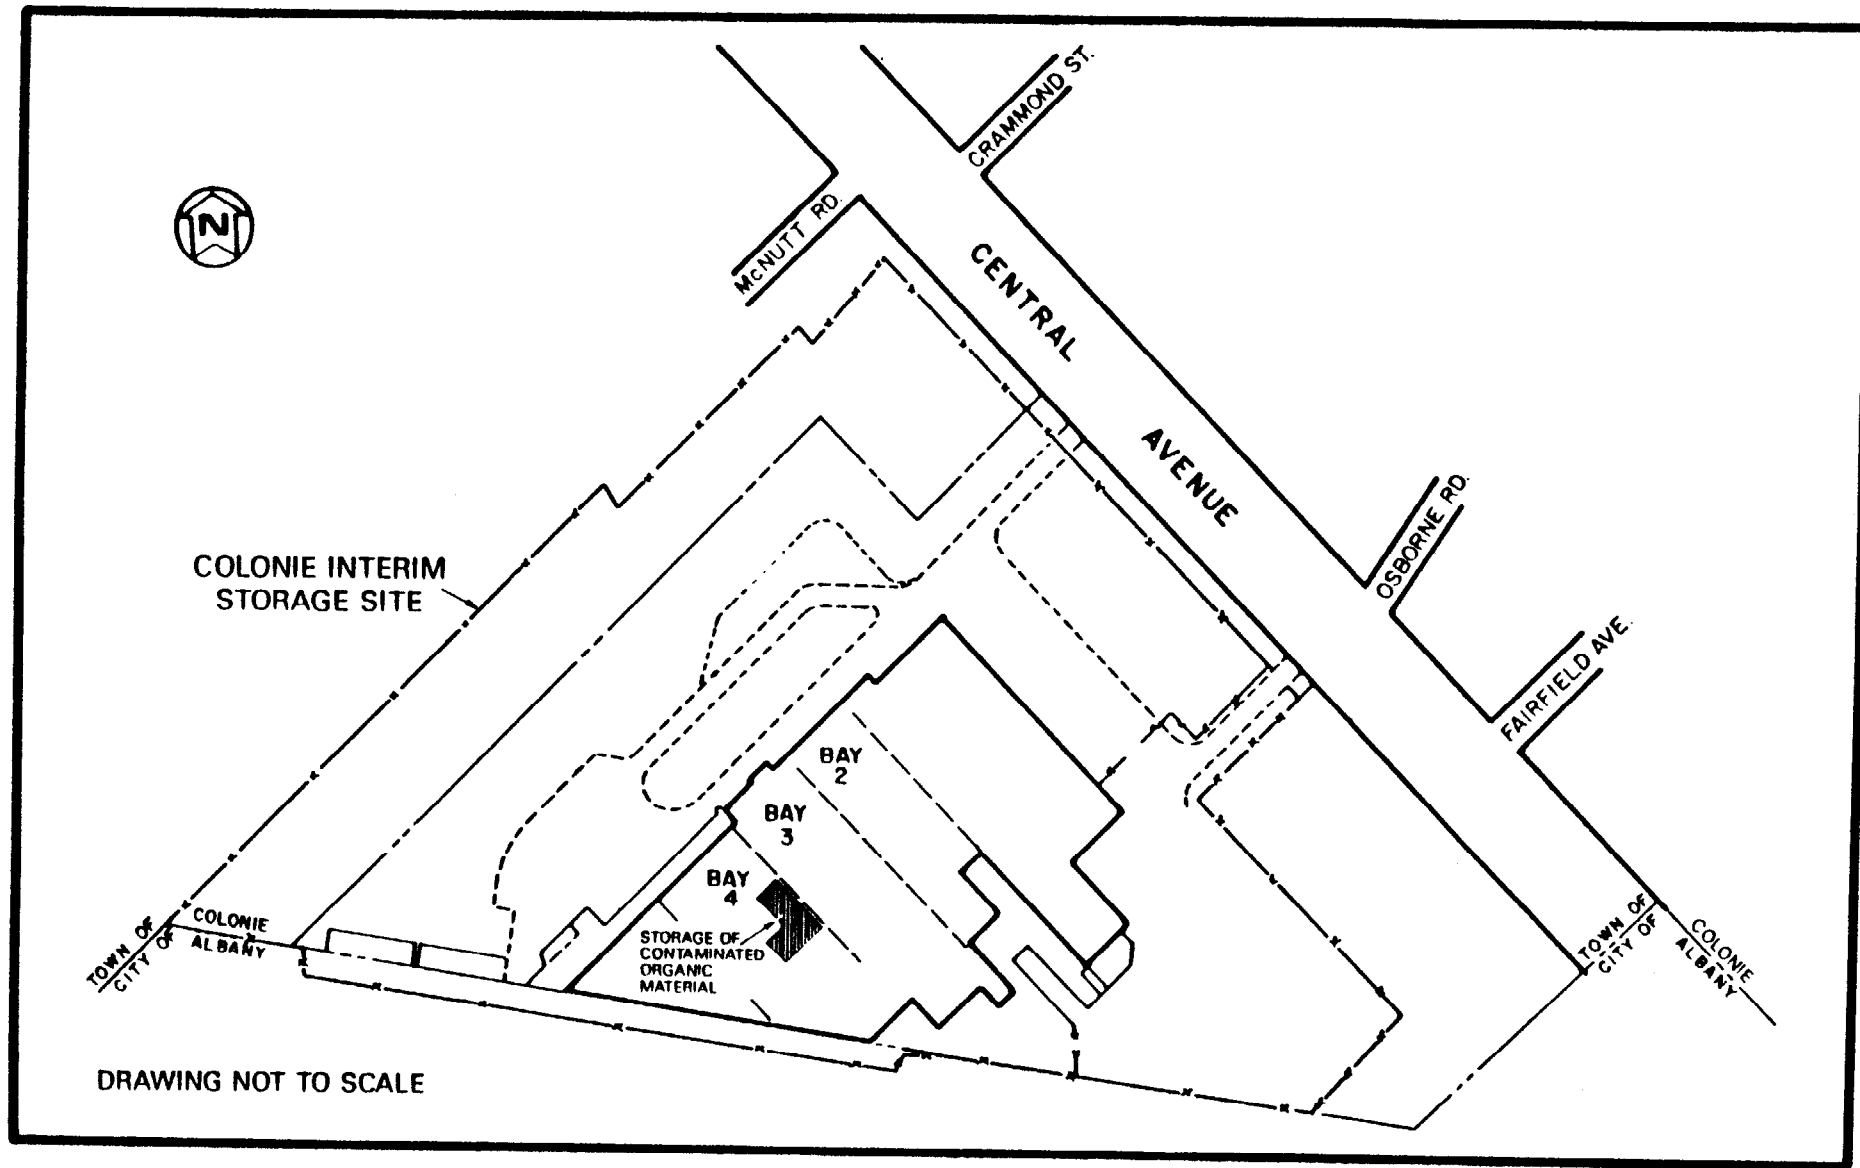 CRAMMOND ST.
N
McNUTT RD.
CENTRAL
AVENUE
OSBORNE RD.
COLONIE INTERIM
STORAGE SITE
FAIRFIELD AVE.
BAY
2
BAY
3
BAY
4
STORAGE OF
CONTAMINATED
ORGANIC
MATERIAL
TOWN OF
COLONIE
CITY OF
ALBANY
TOWN OF
COLONIE
CITY OF
ALBANY
DRAWING NOT TO SCALE